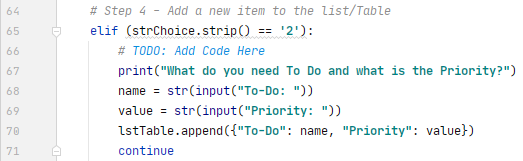 64 # Step 4 - Add a new item to the list/Table
65 elif (strChoice.strip() == '2'):
66 # TODO: Add Code Here
67 print("What do you need To Do and what is the Priority?")
68 name = str(input("To-Do: "))
69 value = str(input("Priority: "))
70 lstTable.append({"To-Do": name, "Priority": value})
71 continue